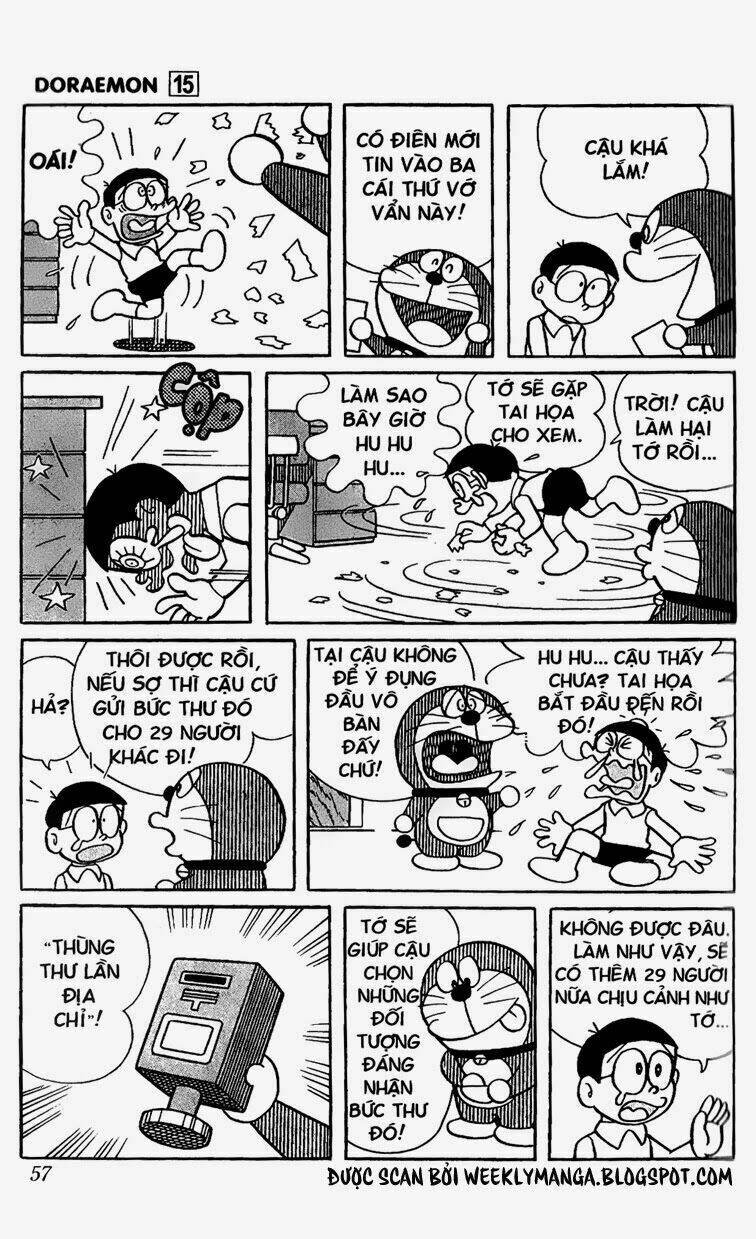 DORAEMON 15
CẬU KHÁ
LẮM!
CÓ ĐIÊN MỚI
TIN VÀO BA
CÁI THỨ VỚ
VẨN NÀY!
OÁI!
TRỜI! CẬU
LÀM HẠI
TỚ RỒI...
TỚ SẼ GẶP
TAI HỌA
CHO XEM.
LÀM SAO
BÂY GIỜ
HU HU
HU...
CỘP
HU HU... CẬU THẤY
CHƯA? TAI HỌA
BẮT ĐẦU ĐẾN RỒI
ĐÓ!
TẠI CẬU KHÔNG
ĐỂ Ý ĐỤNG
ĐẦU VÔ
BÀN
ĐẤY
CHỨ!
THÔI ĐƯỢC RỒI,
NẾU SỢ THÌ CẬU CỨ
GỬI BỨC THƯ ĐÓ
CHO 29 NGƯỜI
KHÁC ĐI!
HẢ?
KHÔNG ĐƯỢC ĐÂU.
LÀM NHƯ VẬY, SẼ
CÓ THÊM 29 NGƯỜI
NỮA CHỊU CẢNH NHƯ
TỚ...
TỚ SẼ
GIÚP CẬU
CHỌN
NHỮNG
ĐỐI
TƯỢNG
ĐÁNG
NHẬN
BỨC THƯ
ĐÓ!
"THÙNG
THƯ LẦN
ĐỊA
CHỈ"!
57
ĐƯỢC SCAN BỞI WEEKLYMANGA.BLOGSPOT.COM